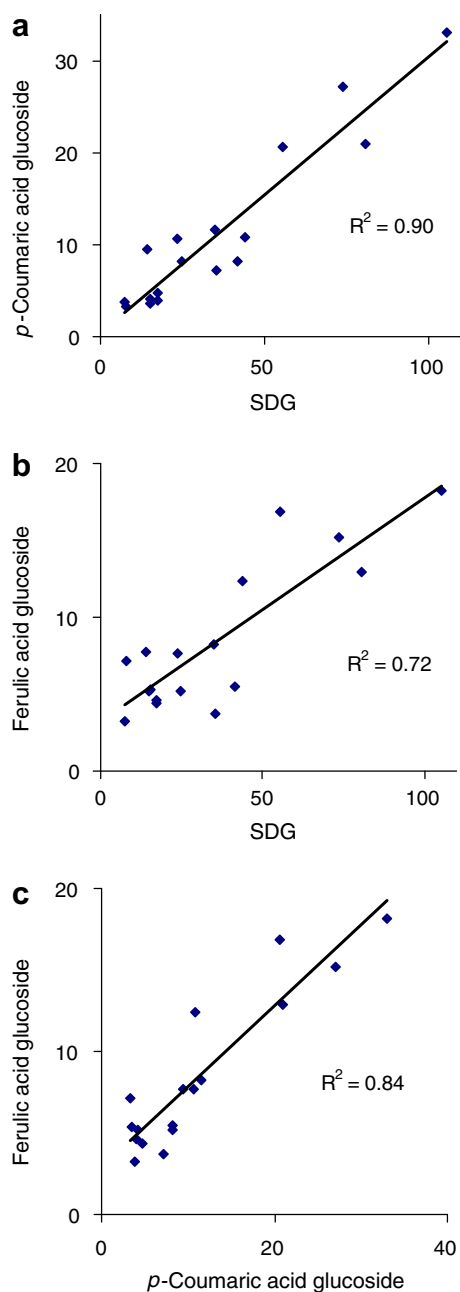 a
p-Coumaric acid glucoside
30
20
10
0
0 50 100
R² = 0.90
SDG
b
Ferulic acid glucoside
20
10
0
0 50 100
R² = 0.72
SDG
c
Ferulic acid glucoside
20
10
0
0 20 40
R² = 0.84
p-Coumaric acid glucoside